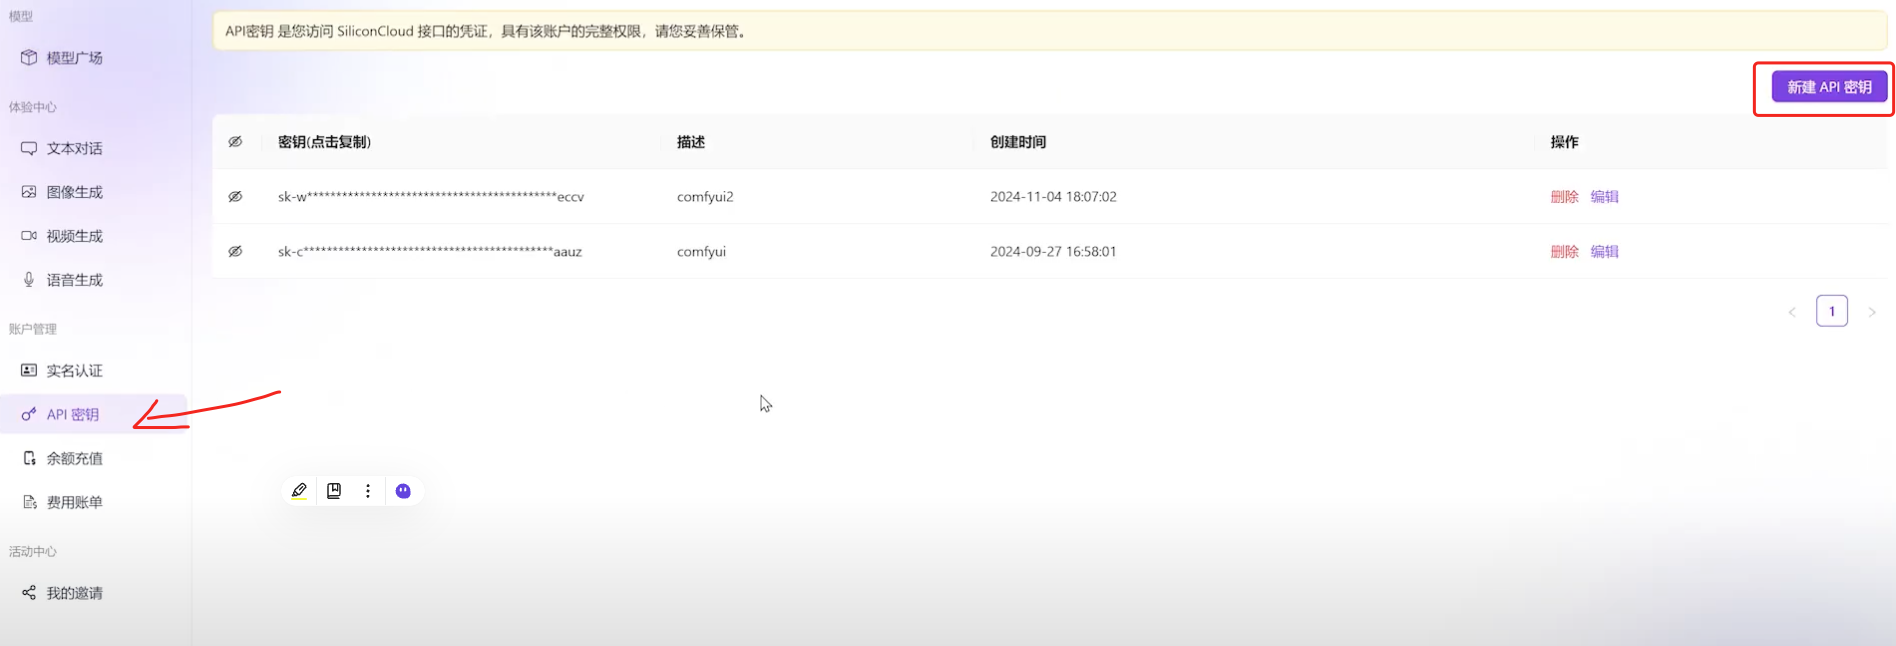 模型
模型广场
体验中心
文本对话
图像生成
视频生成
语音生成
账户管理
实名认证
API 密钥
余额充值
费用账单
活动中心
我的邀请
API密钥 是您访问 SiliconCloud 接口的凭证，具有该账户的完整权限，请您妥善保管。
新建 API 密钥
密钥(点击复制) 描述 创建时间 操作
sk-w*******************************************eccv comfyui2 2024-11-04 18:07:02 删除 编辑
sk-c*******************************************aauz comfyui 2024-09-27 16:58:01 删除 编辑
< 1 >